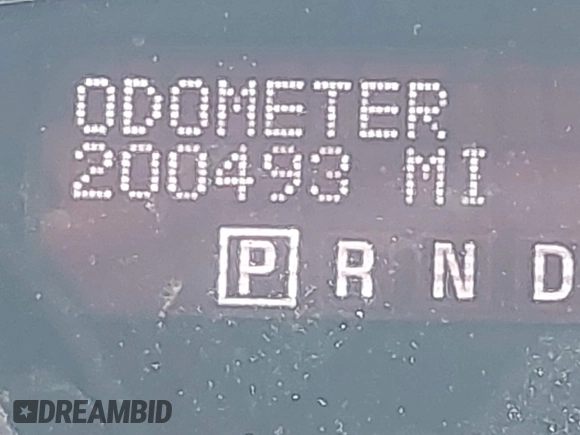 ODOMETER
200493 MI
P R N D
DREAMBID